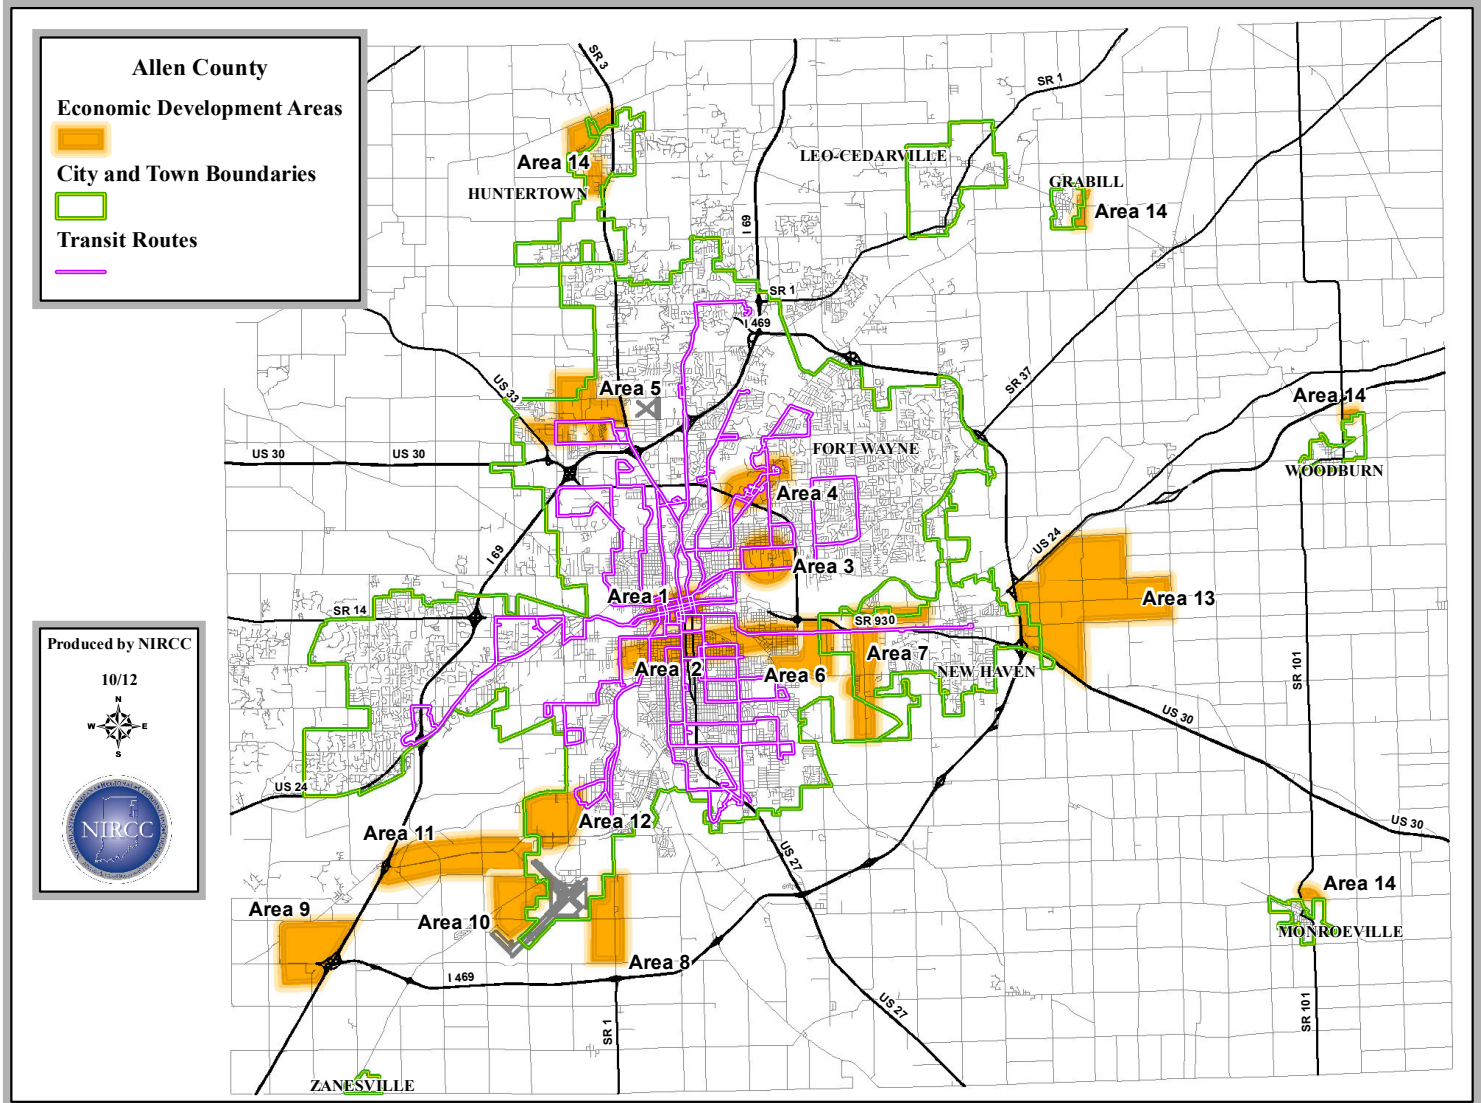 Allen County
Economic Development Areas
City and Town Boundaries
Transit Routes
SR 3
SR 1
Area 14
HUNTERTOWN
LEO-CEDARVILLE
GRABILL
Area 14
I 69
SR 1
I 469
US 33
Area 5
SR 37
Area 14
US 30
US 30
FORT WAYNE
WOODBURN
Area 4
US 24
I 69
Area 3
Area 1
Area 13
SR 14
SR 930
Area 2
Area 6
Area 7
NEW HAVEN
SR 101
US 30
Produced by NIRCC
10/12
N
W
E
S
NIRCC
US 24
Area 11
Area 12
US 27
US 30
Area 9
Area 10
Area 14
MONROEVILLE
Area 8
I 469
US 27
SR 1
SR 101
ZANESVILLE